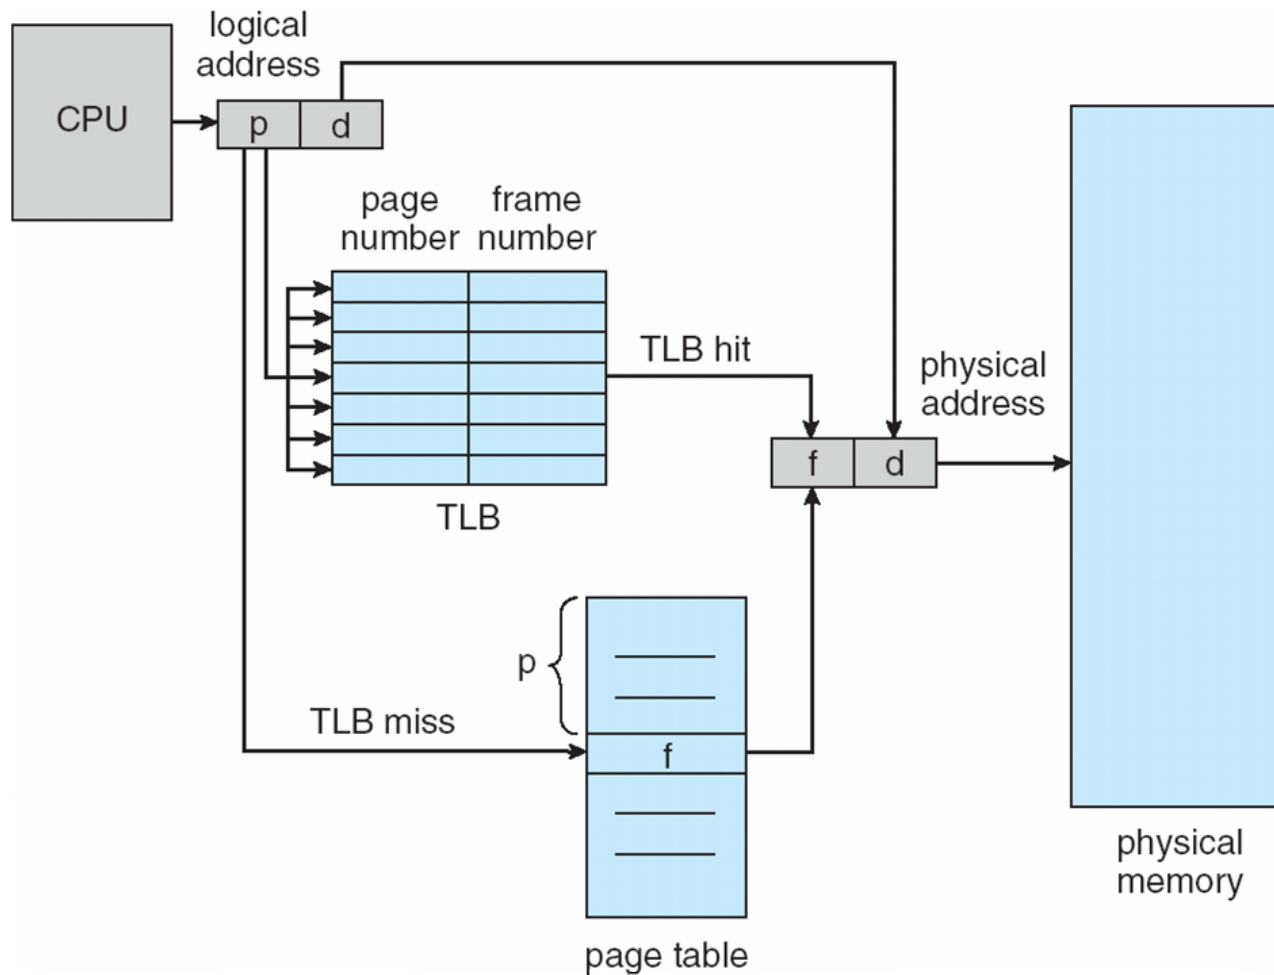 logical
address
CPU
p
d
page
number
frame
number
TLB hit
physical
address
f
d
TLB
p
TLB miss
f
physical
memory
page table